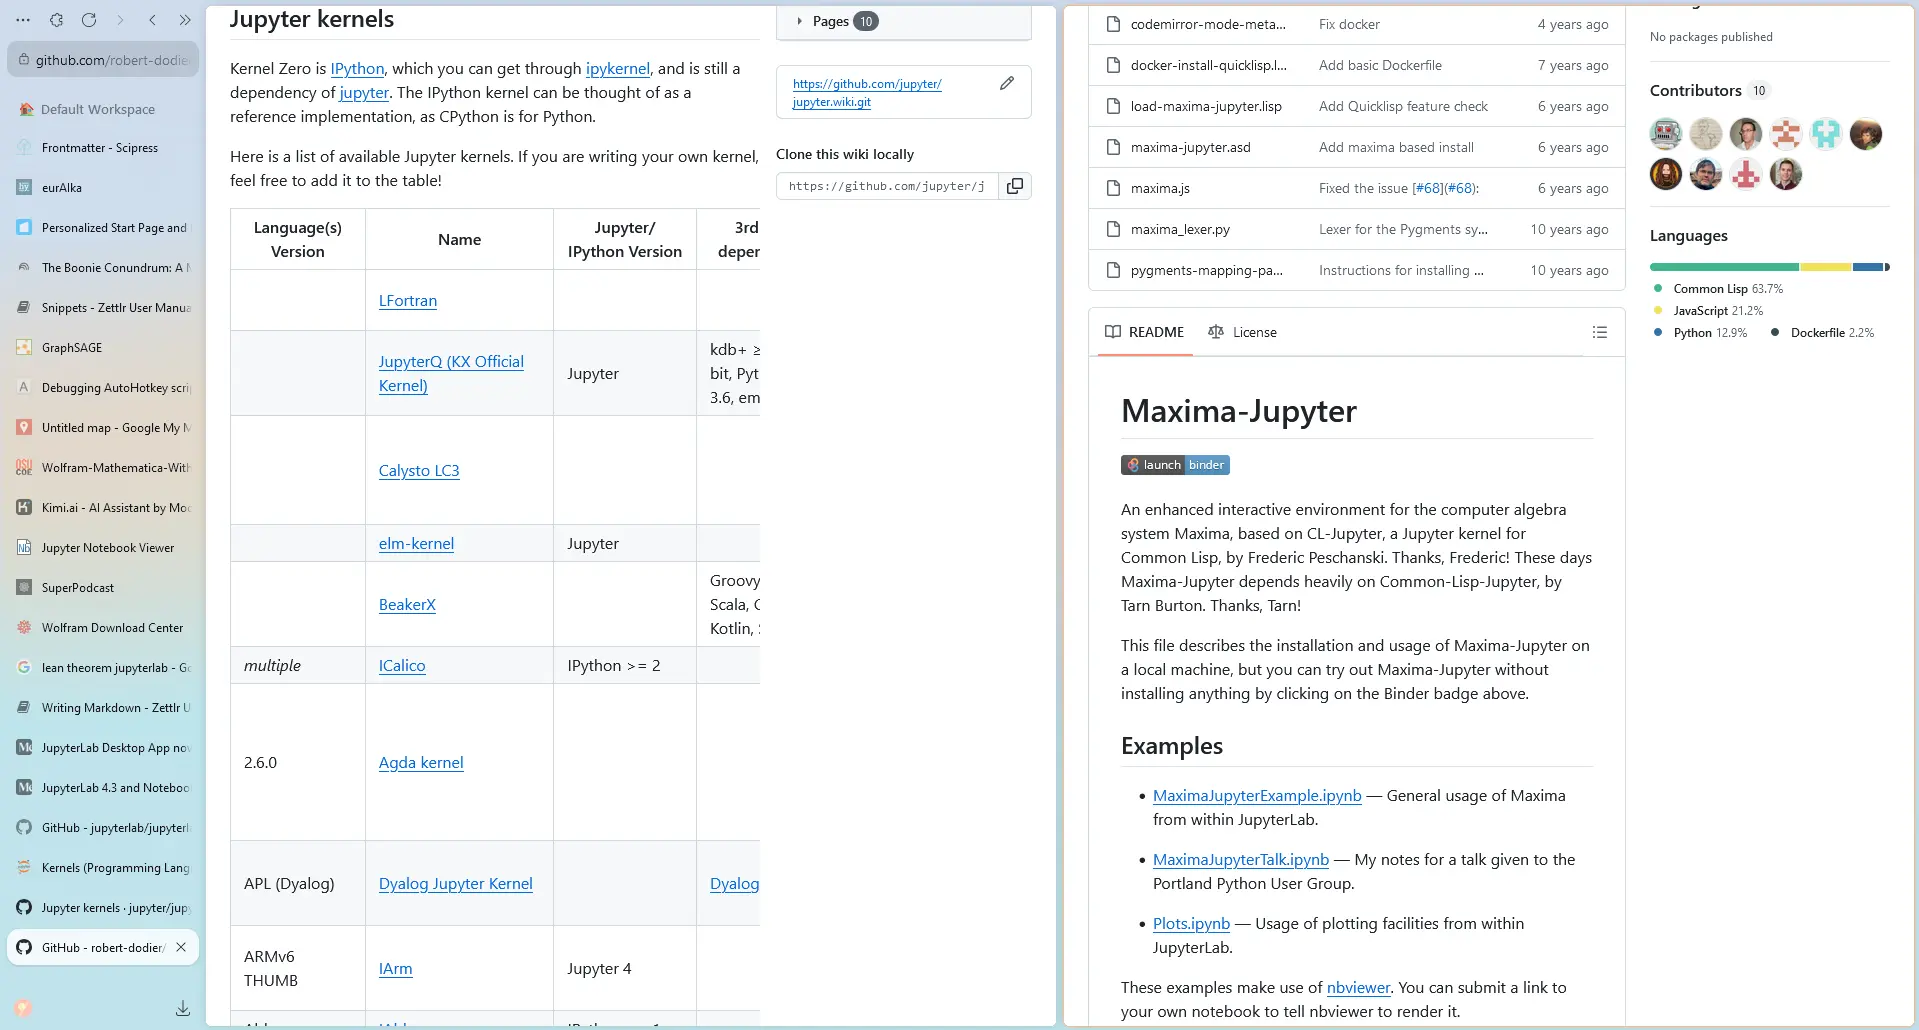 github.com/robert-dodie
Default Workspace
Frontmatter - Scipress
eurAIka
Personalized Start Page and
The Boonie Conundrum: A
Snippets - Zettlr User Manua
GraphSAGE
Debugging AutoHotkey scri
Untitled map - Google My M
Wolfram-Mathematica-With
Kimi.ai - AI Assistant by Moo
Jupyter Notebook Viewer
SuperPodcast
Wolfram Download Center
lean theorem jupyterlab - Go
Writing Markdown - Zettlr U
JupyterLab Desktop App now
JupyterLab 4.3 and Noteboo
GitHub - jupyterlab/jupyterl
Kernels (Programming Lang
Jupyter kernels · jupyter/jupy
GitHub - robert-dodier/
Jupyter kernels
Kernel Zero is IPython, which you can get through ipykernel, and is still a
dependency of jupyter. The IPython kernel can be thought of as a
reference implementation, as CPython is for Python.
Here is a list of available Jupyter kernels. If you are writing your own kernel,
feel free to add it to the table!
Language(s) Version
Name
Jupyter/ IPython Version
3rd deper
LFortran
JupyterQ (KX Official
Kernel)
Jupyter
kdb+ ≥
bit, Pyt
3.6, em
Calysto LC3
elm-kernel
Jupyter
BeakerX
Groovy
Scala, C
Kotlin,
multiple
ICalico
IPython >= 2
2.6.0
Agda kernel
APL (Dyalog)
Dyalog Jupyter Kernel
Dyalog
ARMv6
THUMB
IArm
Jupyter 4
Pages 10
https://github.com/jupyter/
jupyter.wiki.git
Clone this wiki locally
https://github.com/jupyter/j
codemirror-mode-meta... Fix docker 4 years ago
docker-install-quicklisp.l... Add basic Dockerfile 7 years ago
load-maxima-jupyter.lisp Add Quicklisp feature check 6 years ago
maxima-jupyter.asd Add maxima based install 6 years ago
maxima.js Fixed the issue [#68](#68): 6 years ago
maxima_lexer.py Lexer for the Pygments sy... 10 years ago
pygments-mapping-pa... Instructions for installing ... 10 years ago
README License
Maxima-Jupyter
launch binder
An enhanced interactive environment for the computer algebra
system Maxima, based on CL-Jupyter, a Jupyter kernel for
Common Lisp, by Frederic Peschanski. Thanks, Frederic! These days
Maxima-Jupyter depends heavily on Common-Lisp-Jupyter, by
Tarn Burton. Thanks, Tarn!
This file describes the installation and usage of Maxima-Jupyter on
a local machine, but you can try out Maxima-Jupyter without
installing anything by clicking on the Binder badge above.
Examples
• MaximaJupyterExample.ipynb — General usage of Maxima
from within JupyterLab.
• MaximaJupyterTalk.ipynb — My notes for a talk given to the
Portland Python User Group.
• Plots.ipynb — Usage of plotting facilities from within
JupyterLab.
These examples make use of nbviewer. You can submit a link to
your own notebook to tell nbviewer to render it.
No packages published
Contributors 10
Languages
Common Lisp 63.7%
JavaScript 21.2%
Python 12.9% Dockerfile 2.2%